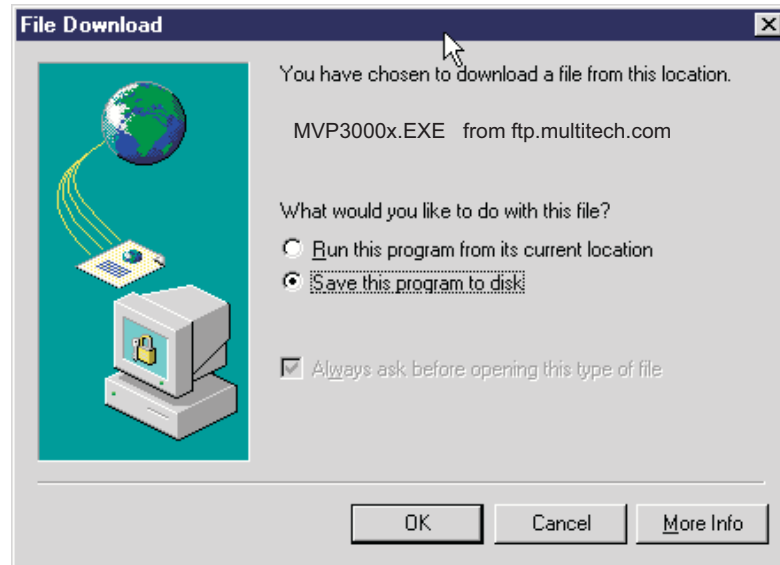 File Download
You have chosen to download a file from this location.
MVP3000x.EXE from ftp.multitech.com
What would you like to do with this file?
Run this program from its current location
Save this program to disk
Always ask before opening this type of file
OK
Cancel
More Info